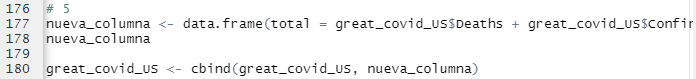 176 # 5
177 nueva_columna <- data.frame(total = great_covid_US$Deaths + great_covid_US$Confir
178 nueva_columna
179
180 great_covid_US <- cbind(great_covid_US, nueva_columna)